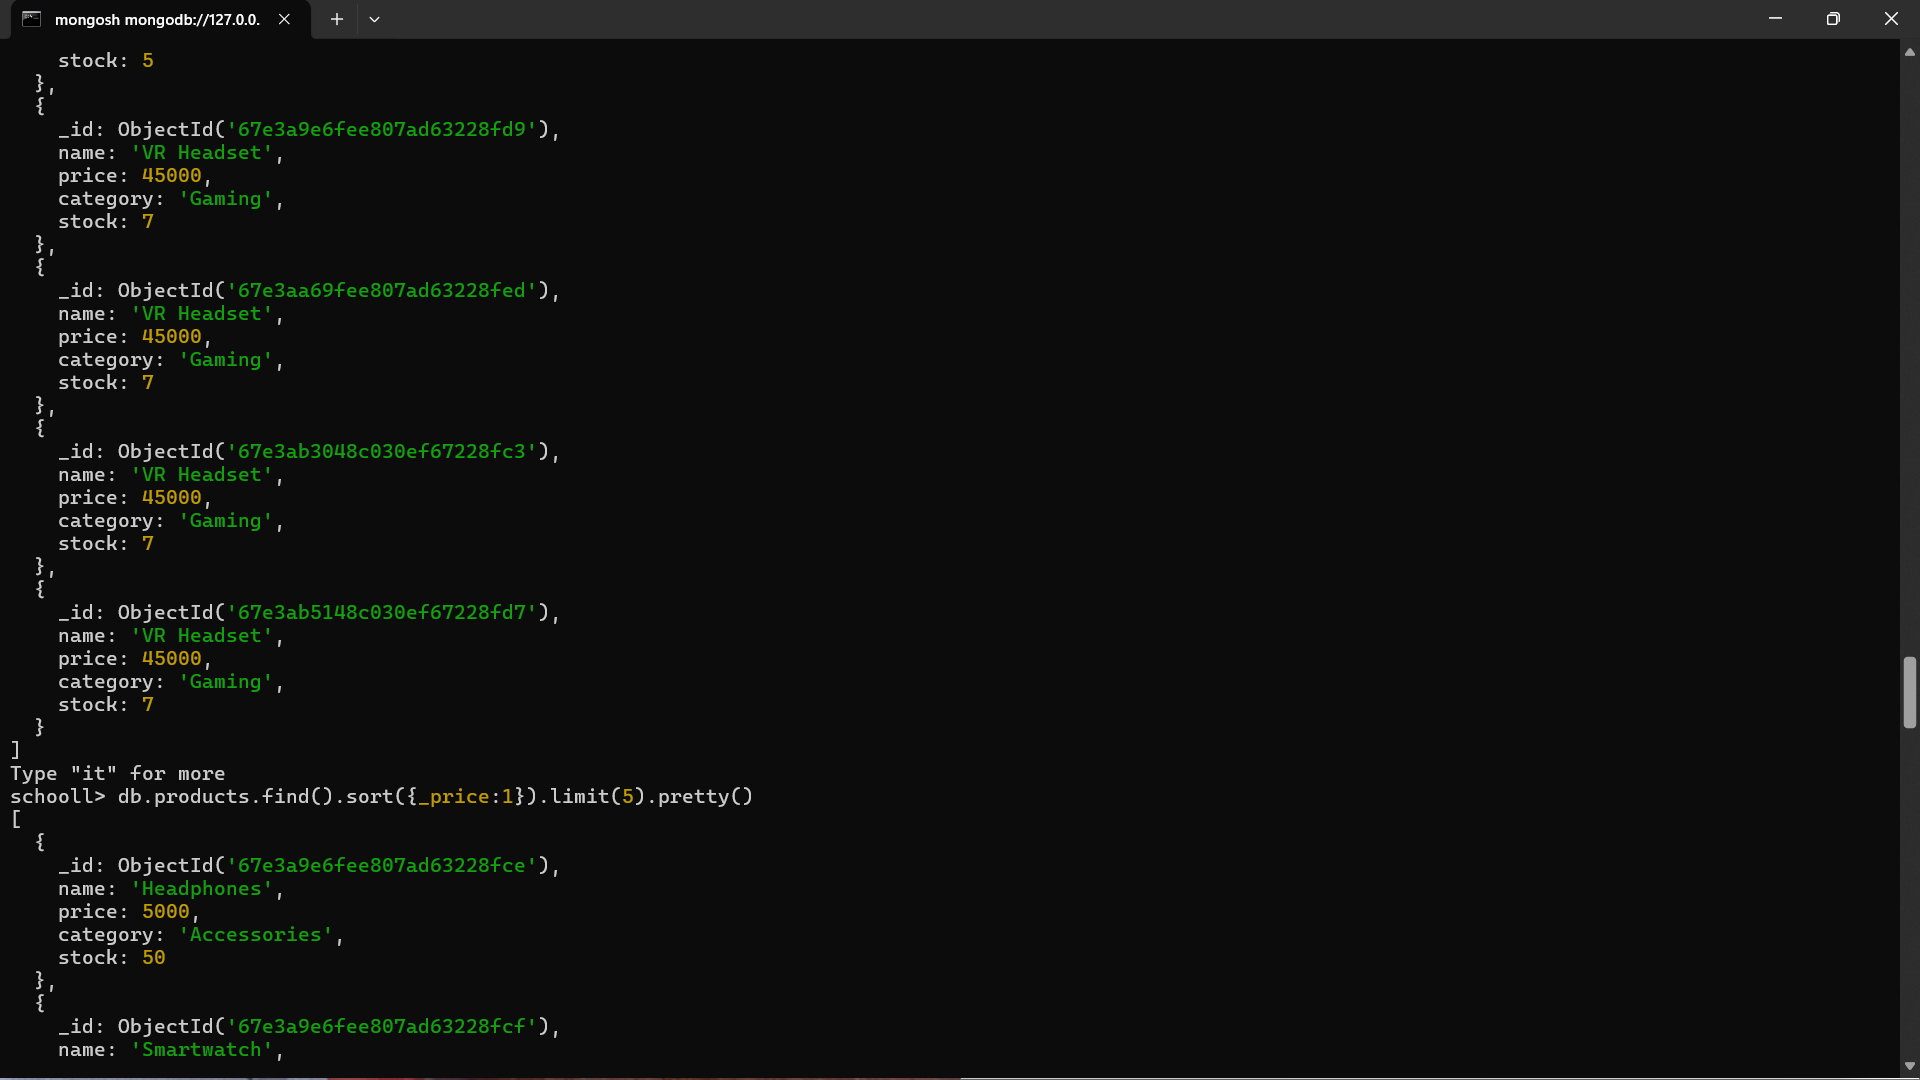 mongosh mongodb://127.0.0.
    stock: 5
  },
  {
    _id: ObjectId('67e3a9e6fee807ad63228fd9'),
    name: 'VR Headset',
    price: 45000,
    category: 'Gaming',
    stock: 7
  },
  {
    _id: ObjectId('67e3aa69fee807ad63228fed'),
    name: 'VR Headset',
    price: 45000,
    category: 'Gaming',
    stock: 7
  },
  {
    _id: ObjectId('67e3ab3048c030ef67228fc3'),
    name: 'VR Headset',
    price: 45000,
    category: 'Gaming',
    stock: 7
  },
  {
    _id: ObjectId('67e3ab5148c030ef67228fd7'),
    name: 'VR Headset',
    price: 45000,
    category: 'Gaming',
    stock: 7
  }
]
Type "it" for more
schooll> db.products.find().sort({_price:1}).limit(5).pretty()
[
  {
    _id: ObjectId('67e3a9e6fee807ad63228fce'),
    name: 'Headphones',
    price: 5000,
    category: 'Accessories',
    stock: 50
  },
  {
    _id: ObjectId('67e3a9e6fee807ad63228fcf'),
    name: 'Smartwatch',